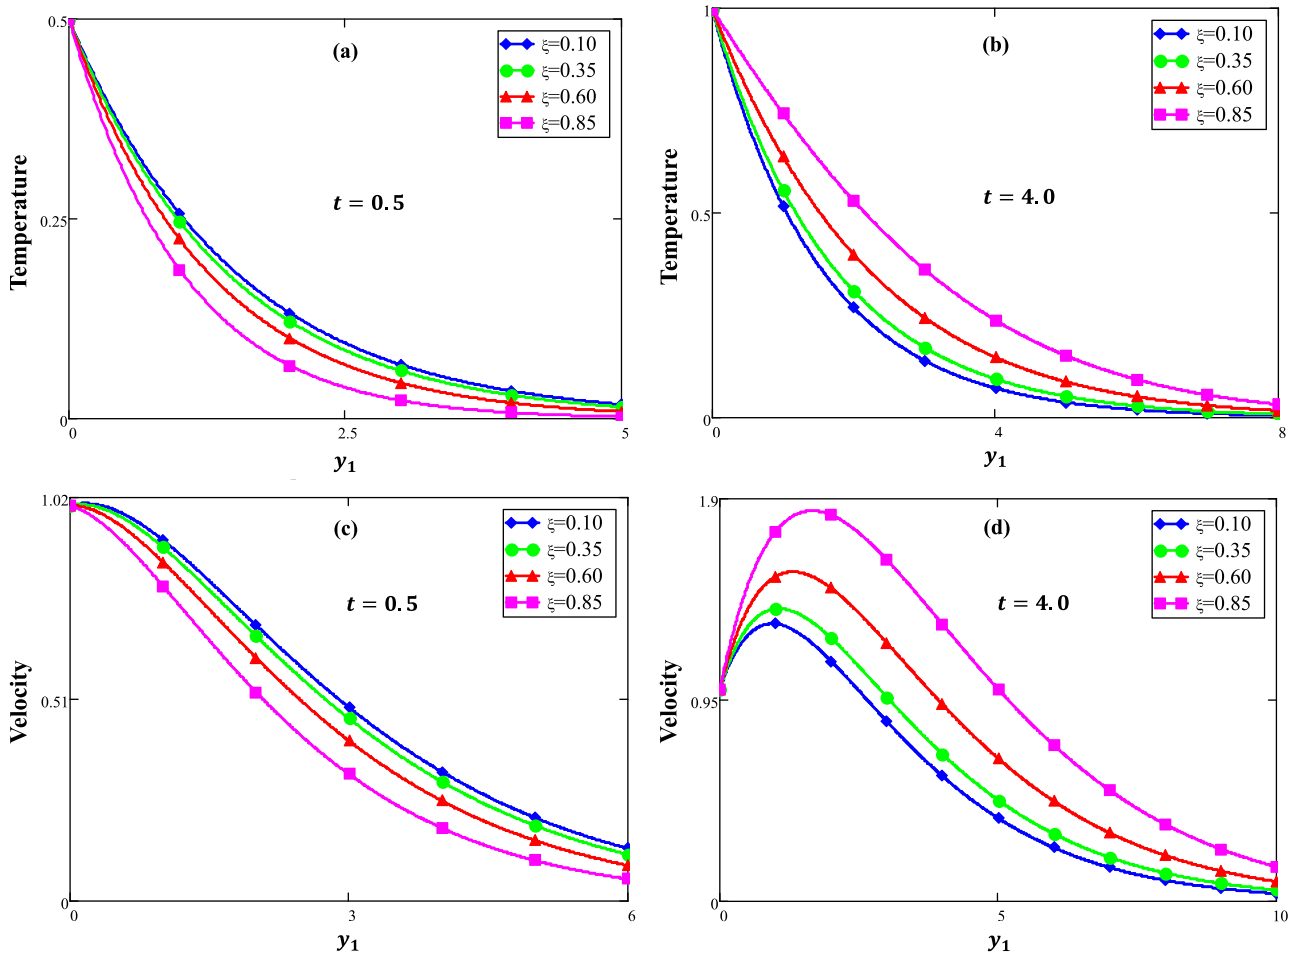 (a)
ξ=0.10
ξ=0.35
ξ=0.60
ξ=0.85
t = 0.5
Temperature
0.5
0.25
0
0
2.5
5
y₁
(b)
ξ=0.10
ξ=0.35
ξ=0.60
ξ=0.85
t = 4.0
Temperature
1
0.5
0
0
4
8
y₁
(c)
ξ=0.10
ξ=0.35
ξ=0.60
ξ=0.85
t = 0.5
Velocity
1.02
0.51
0
0
3
6
y₁
(d)
ξ=0.10
ξ=0.35
ξ=0.60
ξ=0.85
t = 4.0
Velocity
1.9
0.95
0
0
5
10
y₁